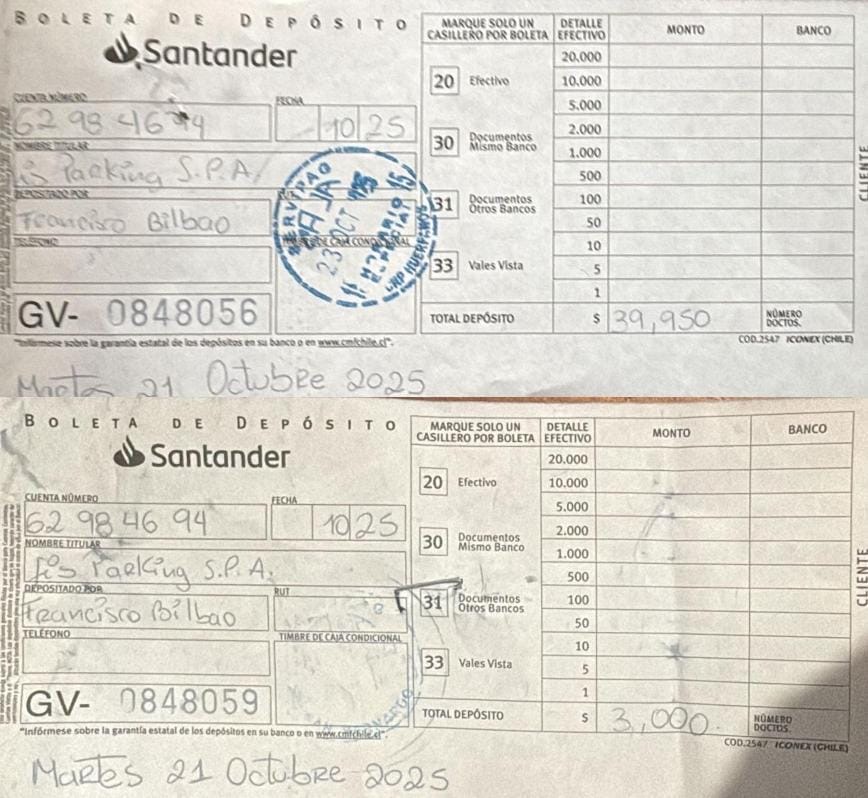 BOLETA DE DEPÓSITO
Santander
CUENTA NÚMERO
FECHA
62 98 46 94
10 25
NOMBRE TITULAR
Parking S.P.A.
DEPOSITADO POR
Francisco Bilbao
TELÉFONO
TIMBRE DE CAJA CONDICIONAL
23 OCT
GV- 0848056
MARQUE SOLO UN CASILLERO POR BOLETA
20 Efectivo
30 Documentos Mismo Banco
31 Documentos Otros Bancos
33 Vales Vista
DETALLE EFECTIVO
MONTO
BANCO
20.000
10.000
5.000
2.000
1.000
500
100
50
10
5
1
TOTAL DEPÓSITO $ 39,950
NÚMERO DOCTOS.
CLIENTE
"Infórmese sobre la garantía estatal de los depósitos en su banco o en www.cmfchile.cl".
COD.2547 ICONEX (CHILE)
Martes 21 Octubre 2025
BOLETA DE DEPÓSITO
Santander
CUENTA NÚMERO
FECHA
62 98 46 94
10 25
NOMBRE TITULAR
Parking S.P.A.
DEPOSITADO POR
RUT
Francisco Bilbao
TELÉFONO
TIMBRE DE CAJA CONDICIONAL
GV- 0848059
MARQUE SOLO UN CASILLERO POR BOLETA
20 Efectivo
30 Documentos Mismo Banco
31 Documentos Otros Bancos
33 Vales Vista
DETALLE EFECTIVO
MONTO
BANCO
20.000
10.000
5.000
2.000
1.000
500
100
50
10
5
1
TOTAL DEPÓSITO $ 3,000
NÚMERO DOCTOS.
CLIENTE
"Infórmese sobre la garantía estatal de los depósitos en su banco o en www.cmfchile.cl".
COD.2547 ICONEX (CHILE)
Martes 21 Octubre 2025